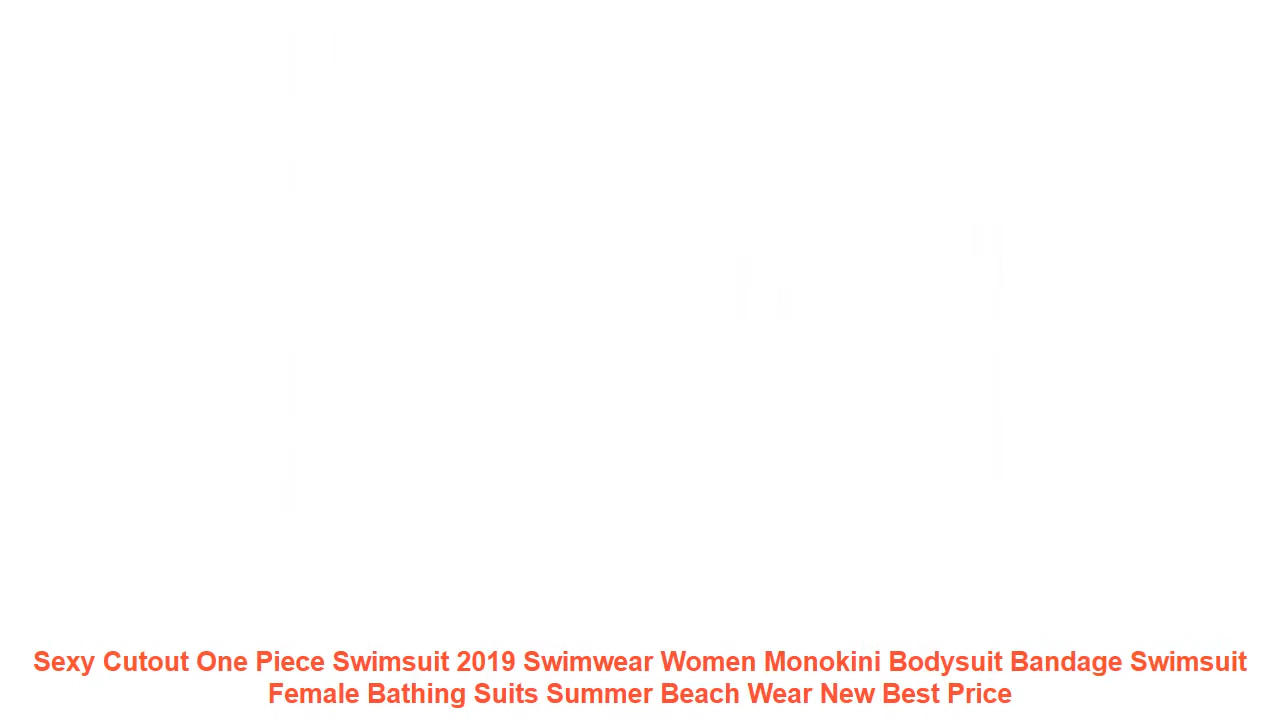 Sexy Cutout One Piece Swimsuit 2019 Swimwear Women Monokini Bodysuit Bandage Swimsuit
Female Bathing Suits Summer Beach Wear New Best Price